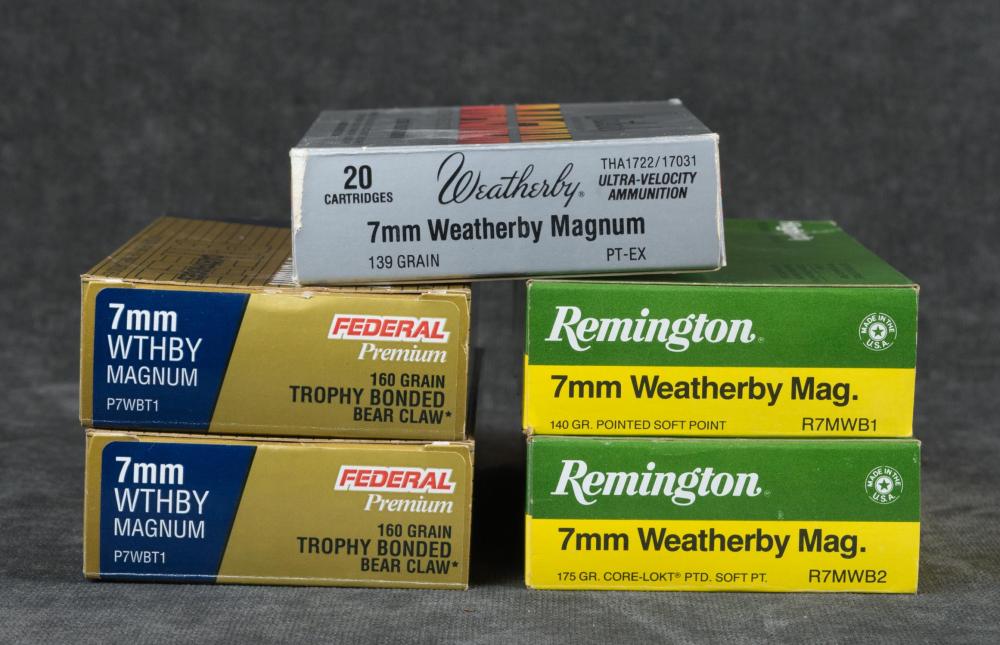 20
CARTRIDGES
Weatherby®
THA1722/17031
ULTRA-VELOCITY
AMMUNITION
7mm Weatherby Magnum
139 GRAIN
PT-EX
7mm
WTHBY
MAGNUM
P7WBT1
FEDERAL
Premium
160 GRAIN
TROPHY BONDED
BEAR CLAW*
Remington®
MADE IN THE
U.S.A.
7mm Weatherby Mag.
140 GR. POINTED SOFT POINT
R7MWB1
7mm
WTHBY
MAGNUM
P7WBT1
FEDERAL
Premium
160 GRAIN
TROPHY BONDED
BEAR CLAW*
Remington®
MADE IN THE
U.S.A.
7mm Weatherby Mag.
175 GR. CORE-LOKT® PTD. SOFT PT.
R7MWB2